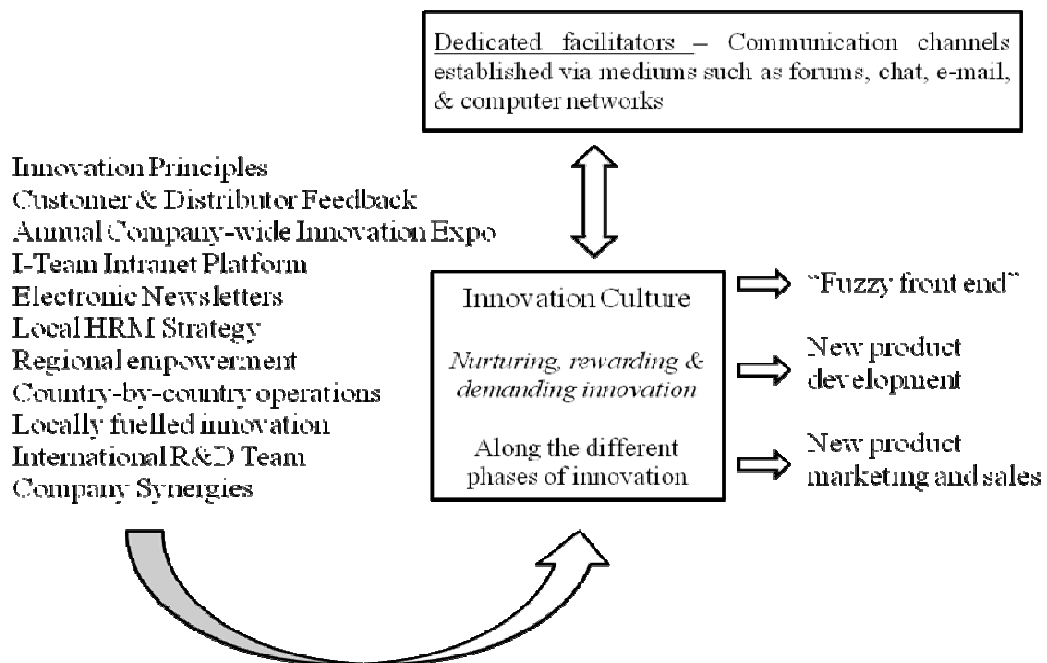 Dedicated facilitators – Communication channels
established via mediums such as forums, chat, e-mail,
& computer networks
Innovation Principles
Customer & Distributor Feedback
Annual Company-wide Innovation Expo
I-Team Intranet Platform
Electronic Newsletters
Local HRM Strategy
Regional empowerment
Country-by-country operations
Locally fuelled innovation
International R&D Team
Company Synergies
Innovation Culture
Nurturing, rewarding &
demanding innovation
Along the different
phases of innovation
“Fuzzy front end”
New product
development
New product
marketing and sales